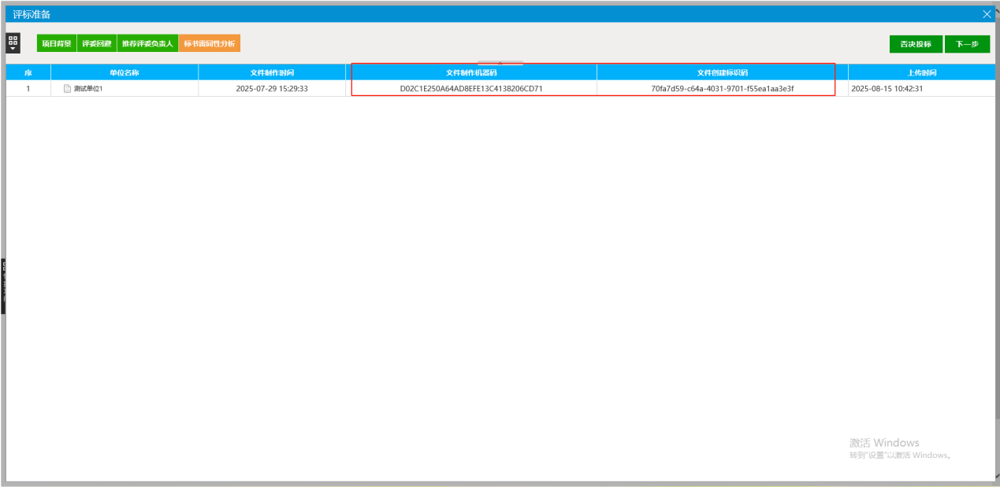 评标准备
项目背景 评委回避 推荐评委负责人 标书雷同性分析 否决投标 下一步
序 单位名称 文件制作时间 文件制作机器码 文件创建标识码 上传时间
1 测试单位1 2025-07-29 15:29:33 D02C1E250A64AD8EFE13C4138206CD71 70fa7d59-c64a-4031-9701-f55ea1aa3e3f 2025-08-15 10:42:31
激活 Windows
转到"设置"以激活 Windows。